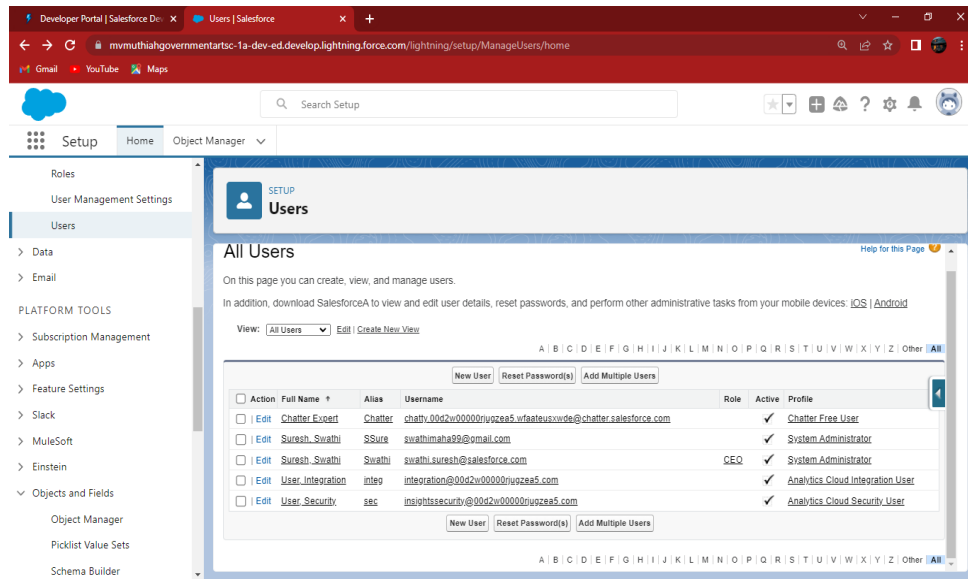 Developer Portal | Salesforce Dev
Users | Salesforce
mvmuthiahgovernmentartsc-1a-dev-ed.develop.lightning.force.com/lightning/setup/ManageUsers/home
Gmail YouTube Maps
Search Setup
Setup Home Object Manager
Roles
User Management Settings
Users
Data
Email
PLATFORM TOOLS
Subscription Management
Apps
Feature Settings
Slack
MuleSoft
Einstein
Objects and Fields
Object Manager
Picklist Value Sets
Schema Builder
SETUP
Users
All Users
Help for this Page
On this page you can create, view, and manage users.
In addition, download SalesforceA to view and edit user details, reset passwords, and perform other administrative tasks from your mobile devices: iOS | Android
View: All Users Edit | Create New View
A | B | C | D | E | F | G | H | I | J | K | L | M | N | O | P | Q | R | S | T | U | V | W | X | Y | Z | Other All
New User Reset Password(s) Add Multiple Users
Action Full Name ↑ Alias Username Role Active Profile
| Edit Chatter Expert Chatter chatty.00d2w00000rjugzea5.wfaateusxwde@chatter.salesforce.com Chatter Free User
| Edit Suresh, Swathi SSure swathimaha99@gmail.com System Administrator
| Edit Suresh, Swathi Swathi swathi.suresh@salesforce.com CEO System Administrator
| Edit User, Integration integ integration@00d2w00000rjugzea5.com Analytics Cloud Integration User
| Edit User, Security sec insightssecurity@00d2w00000rjugzea5.com Analytics Cloud Security User
New User Reset Password(s) Add Multiple Users
A | B | C | D | E | F | G | H | I | J | K | L | M | N | O | P | Q | R | S | T | U | V | W | X | Y | Z | Other All